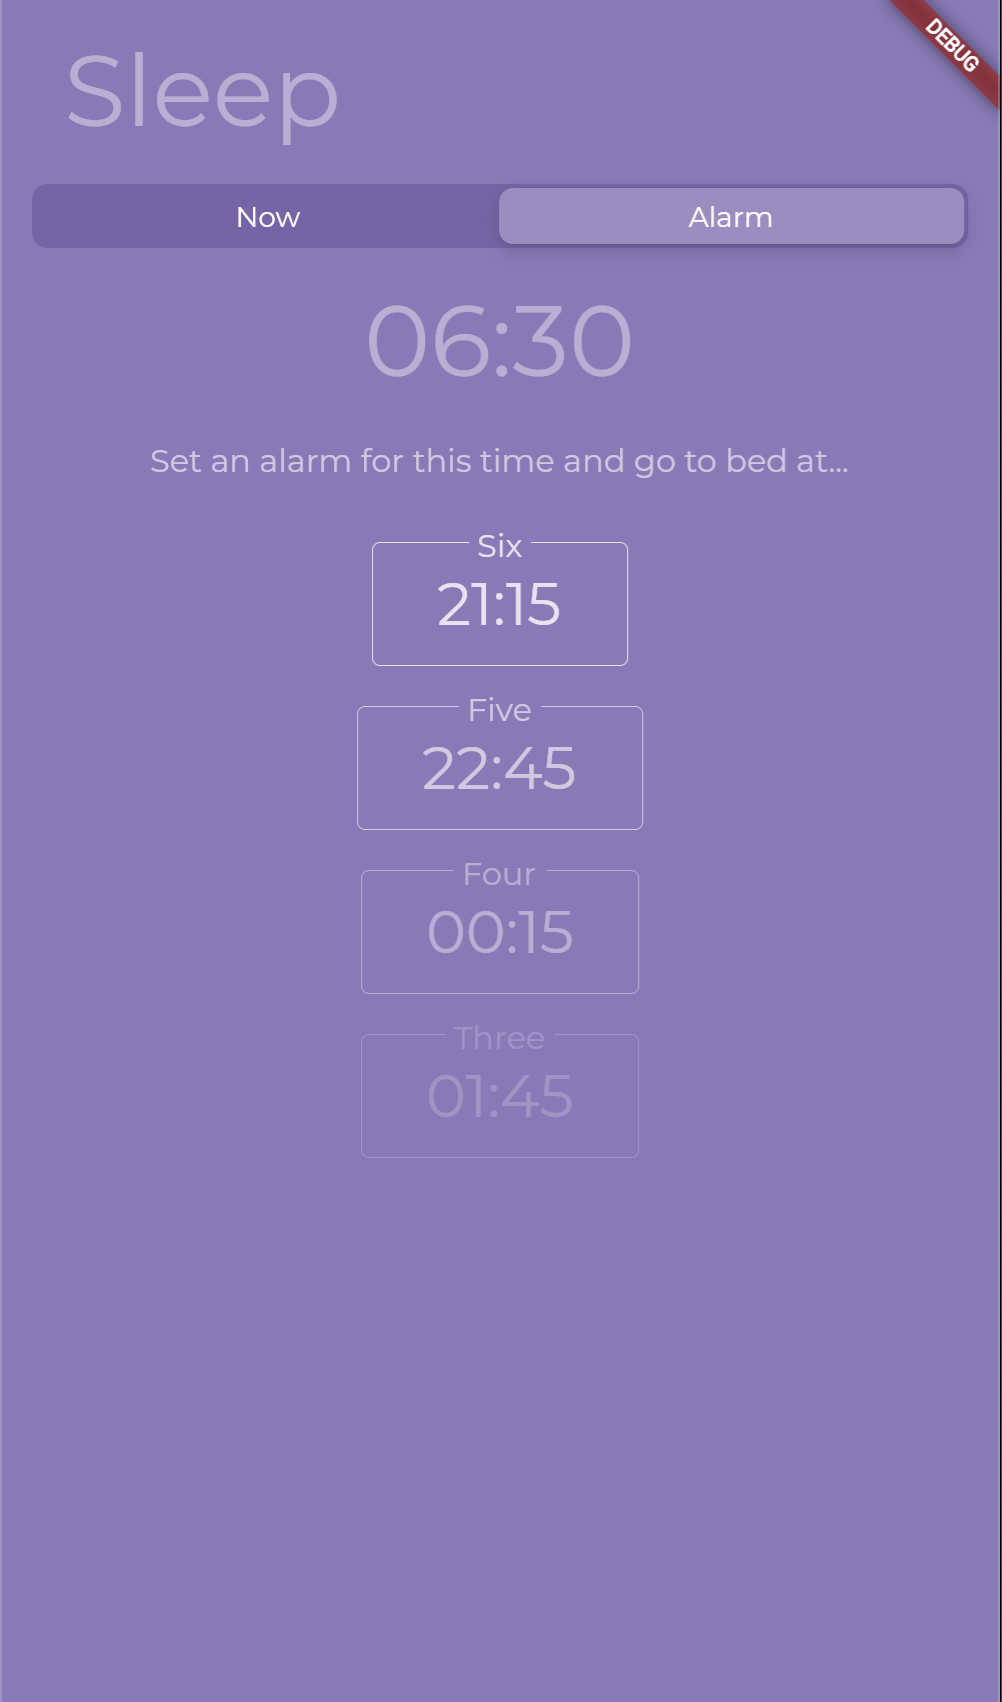 DEBUG
Sleep
Now Alarm
06:30
Set an alarm for this time and go to bed at...
Six
21:15
Five
22:45
Four
00:15
Three
01:45